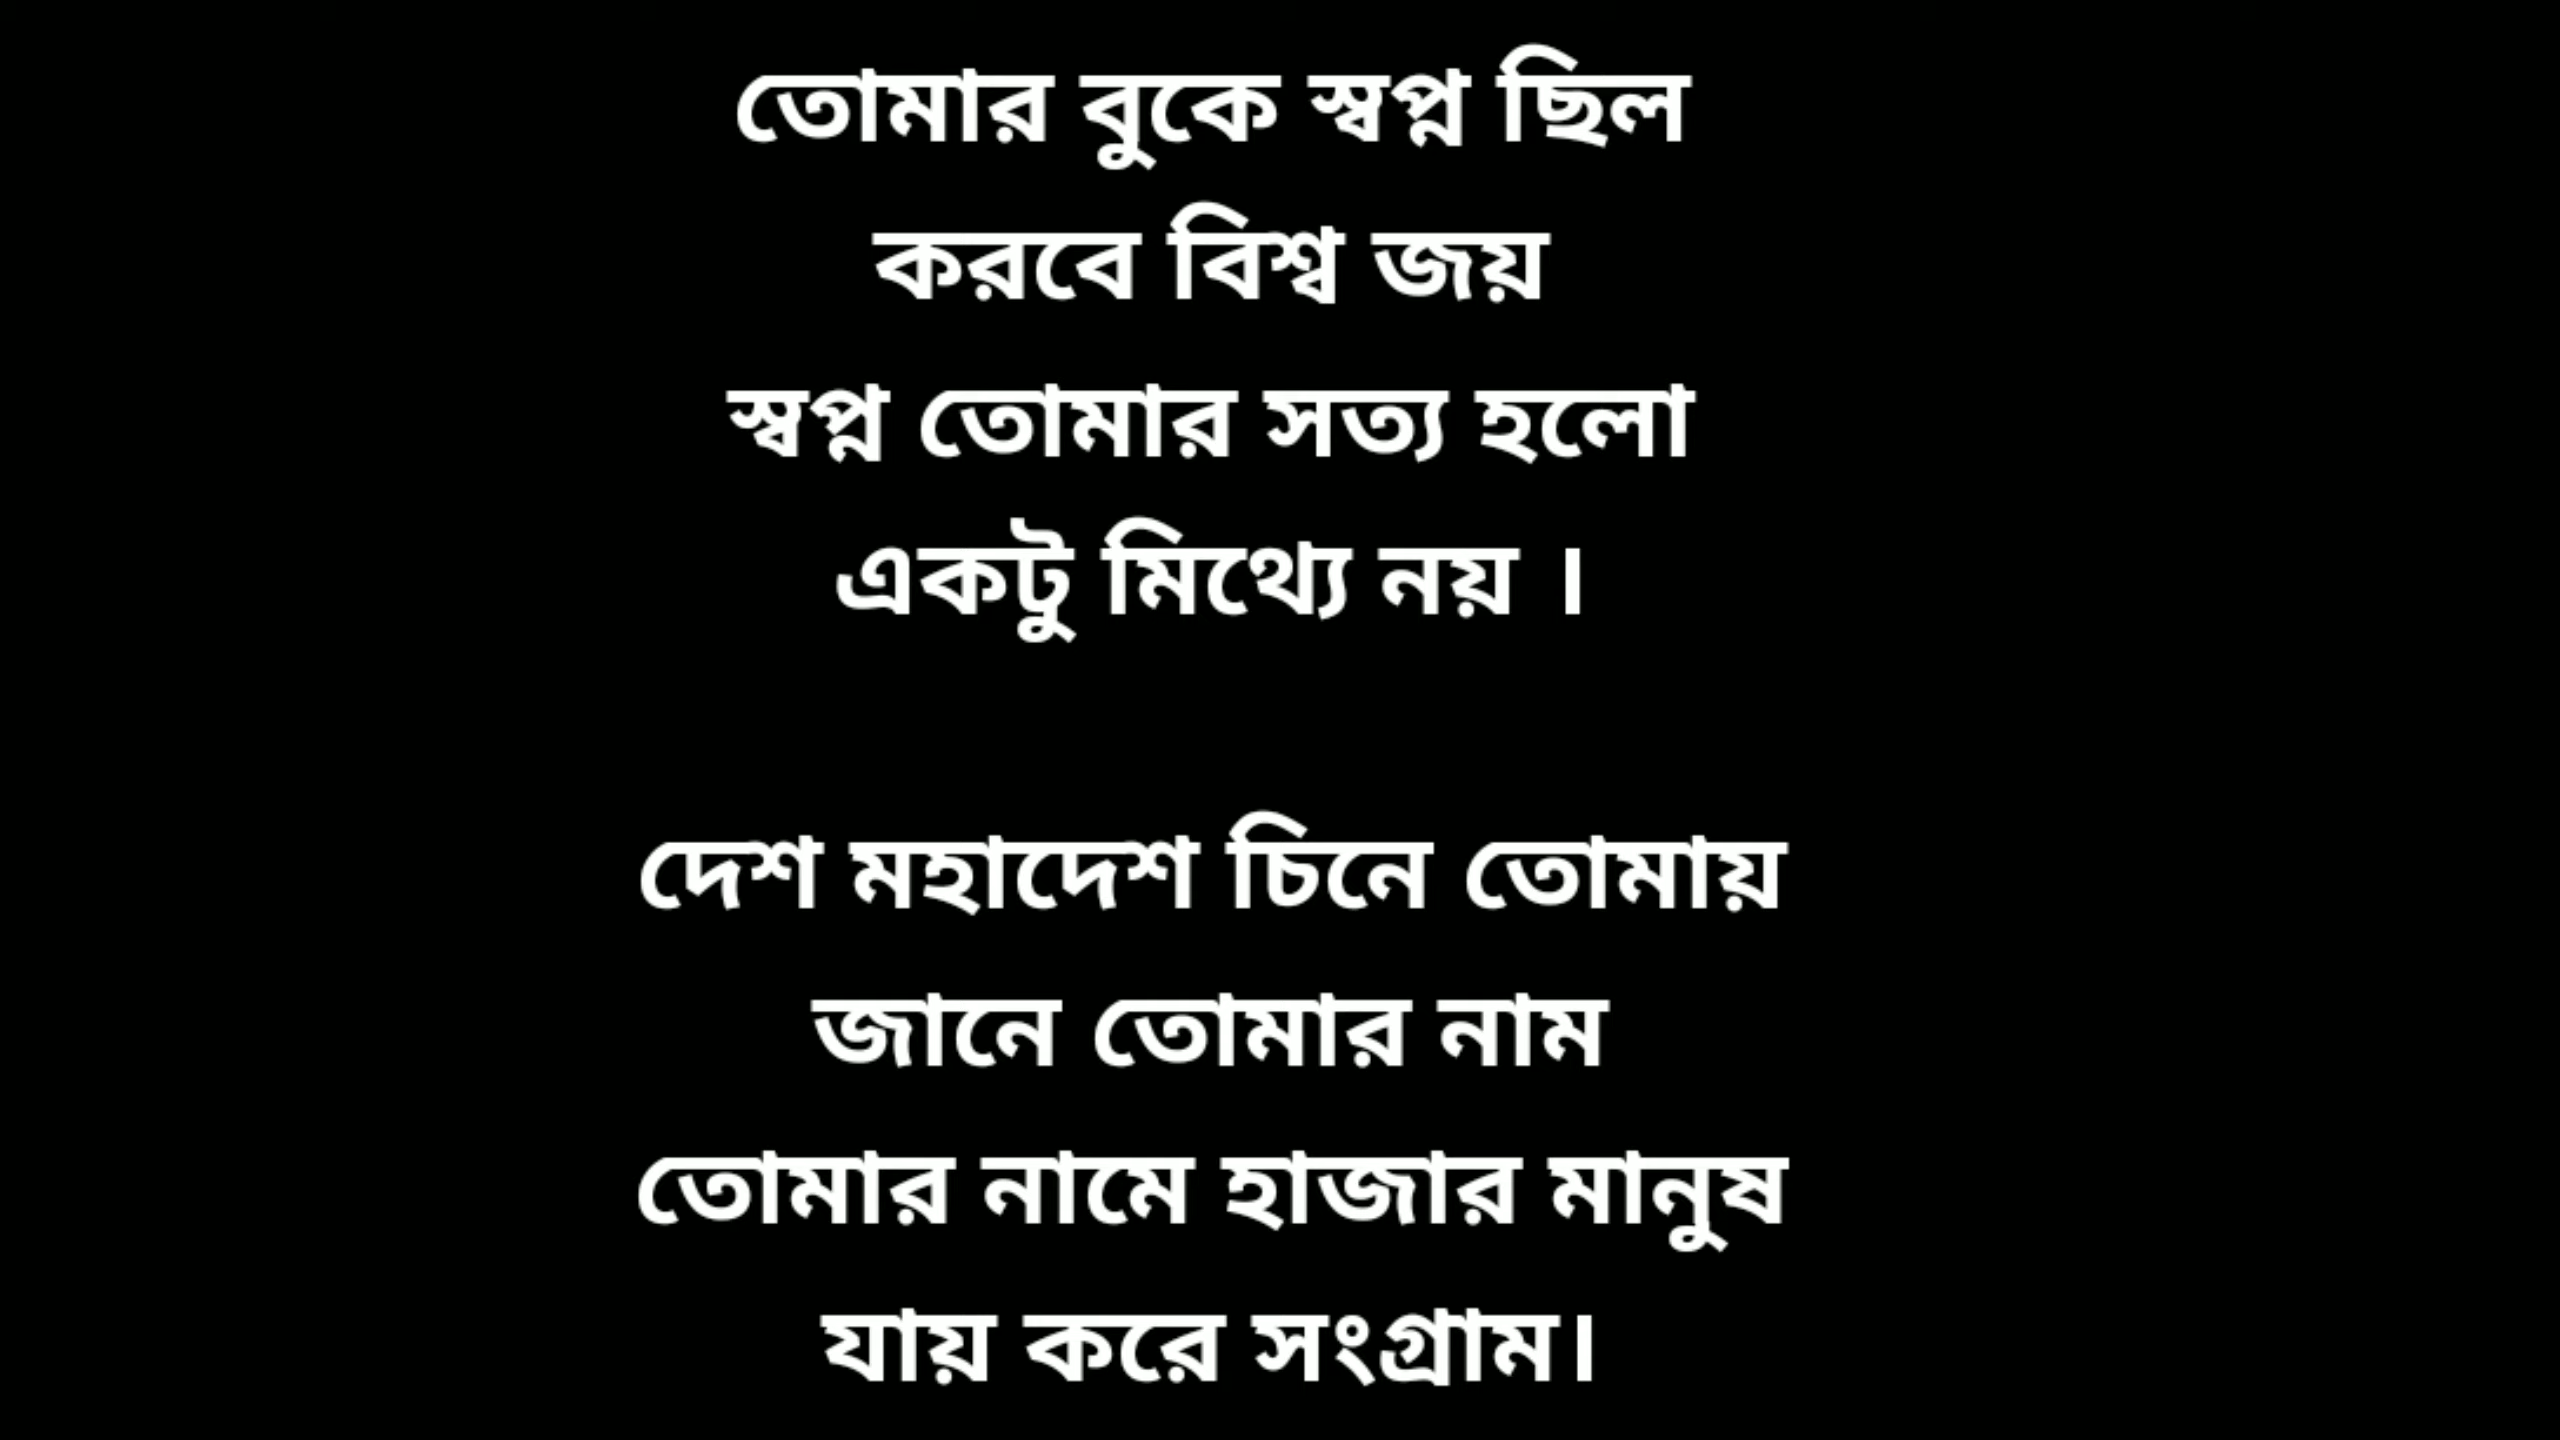 তোমার বুকে স্বপ্ন ছিল
করবে বিশ্ব জয়
স্বপ্ন তোমার সত্য হলো
একটু মিথ্যে নয় ।
দেশ মহাদেশ চিনে তোমায়
জানে তোমার নাম
তোমার নামে হাজার মানুষ
যায় করে সংগ্রাম।